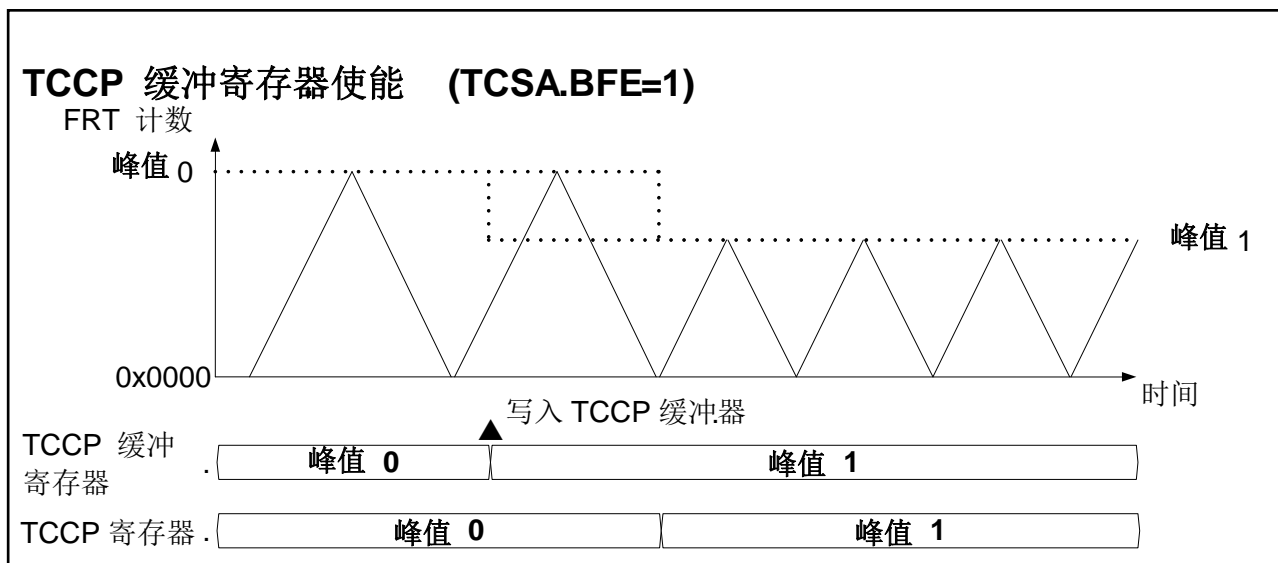 TCCP 缓冲寄存器使能 (TCSA.BFE=1)
FRT 计数
峰值 0
峰值 1
0x0000
时间
写入 TCCP 缓冲器
TCCP 缓冲
寄存器
峰值 0
峰值 1
TCCP 寄存器
峰值 0
峰值 1